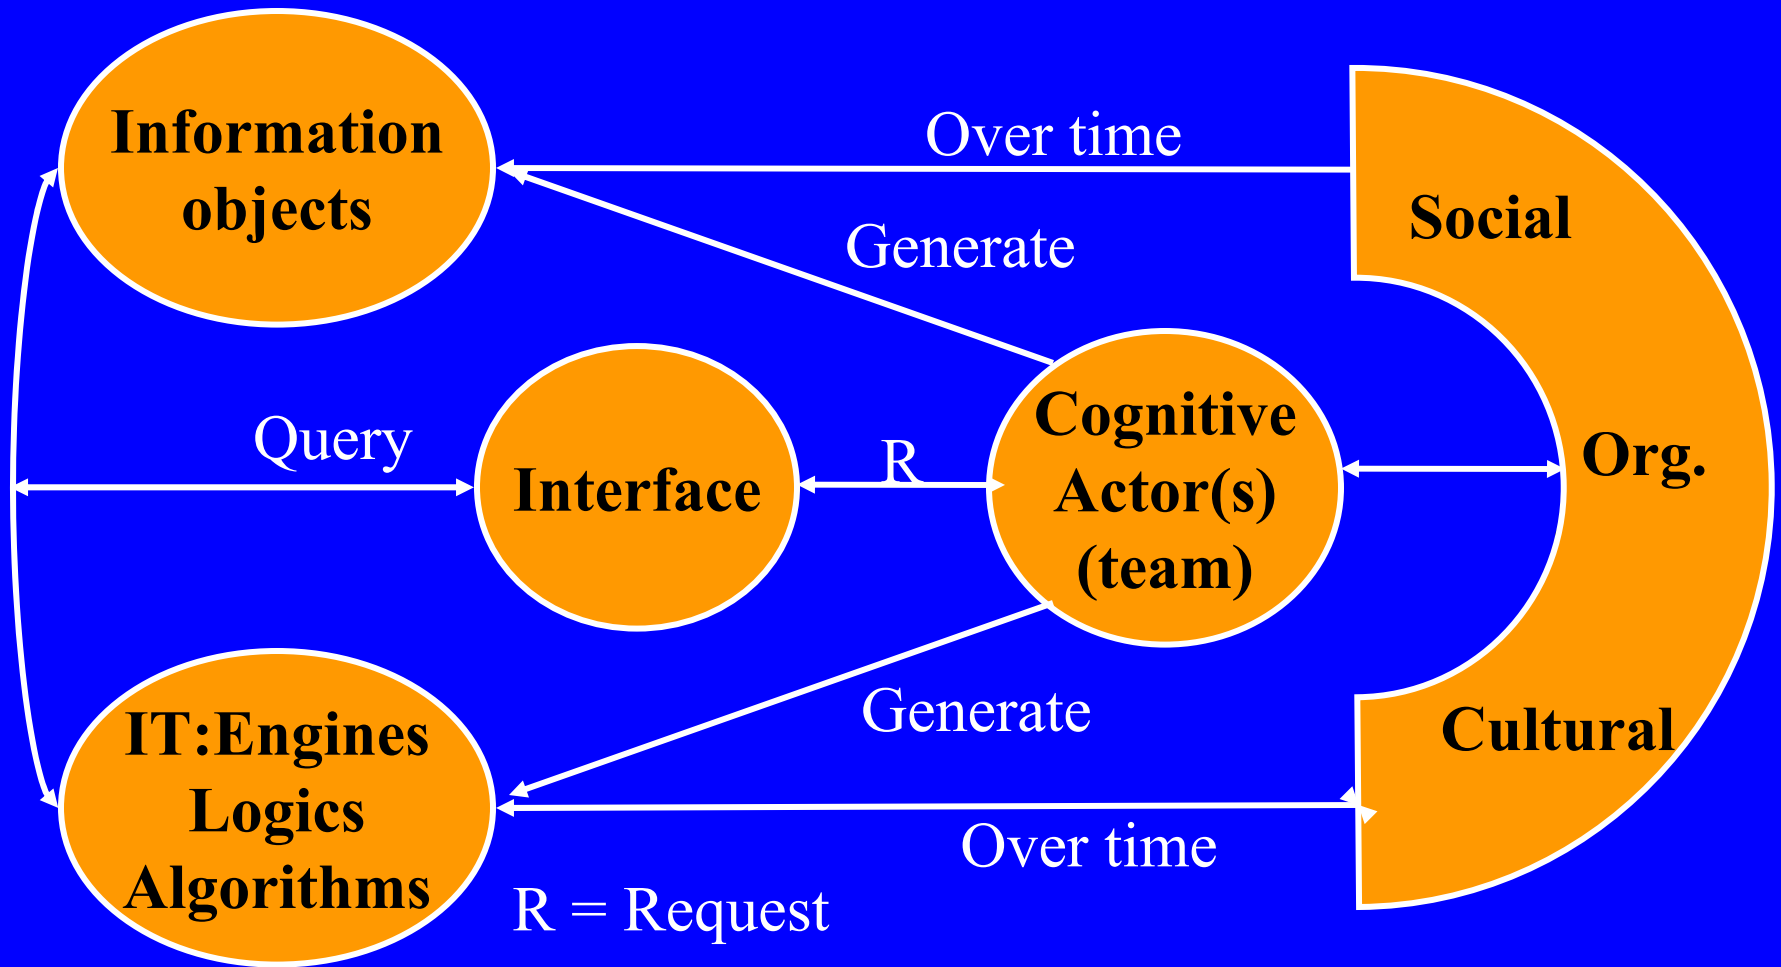 Information
objects
Over time
Social
Generate
Query
Interface
R
Cognitive
Actor(s)
(team)
Org.
Generate
Cultural
IT:Engines
Logics
Algorithms
Over time
R = Request